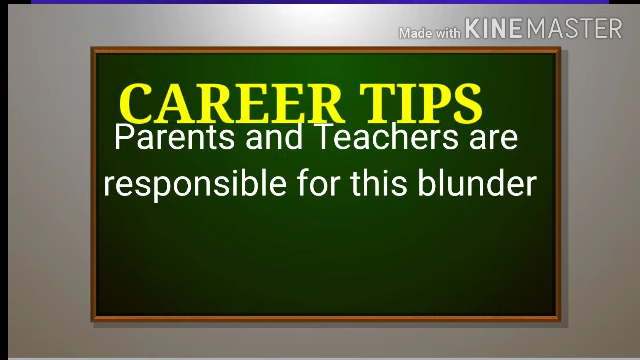 Made with KINEMASTER
CAREER TIPS
Parents and Teachers are
responsible for this blunder